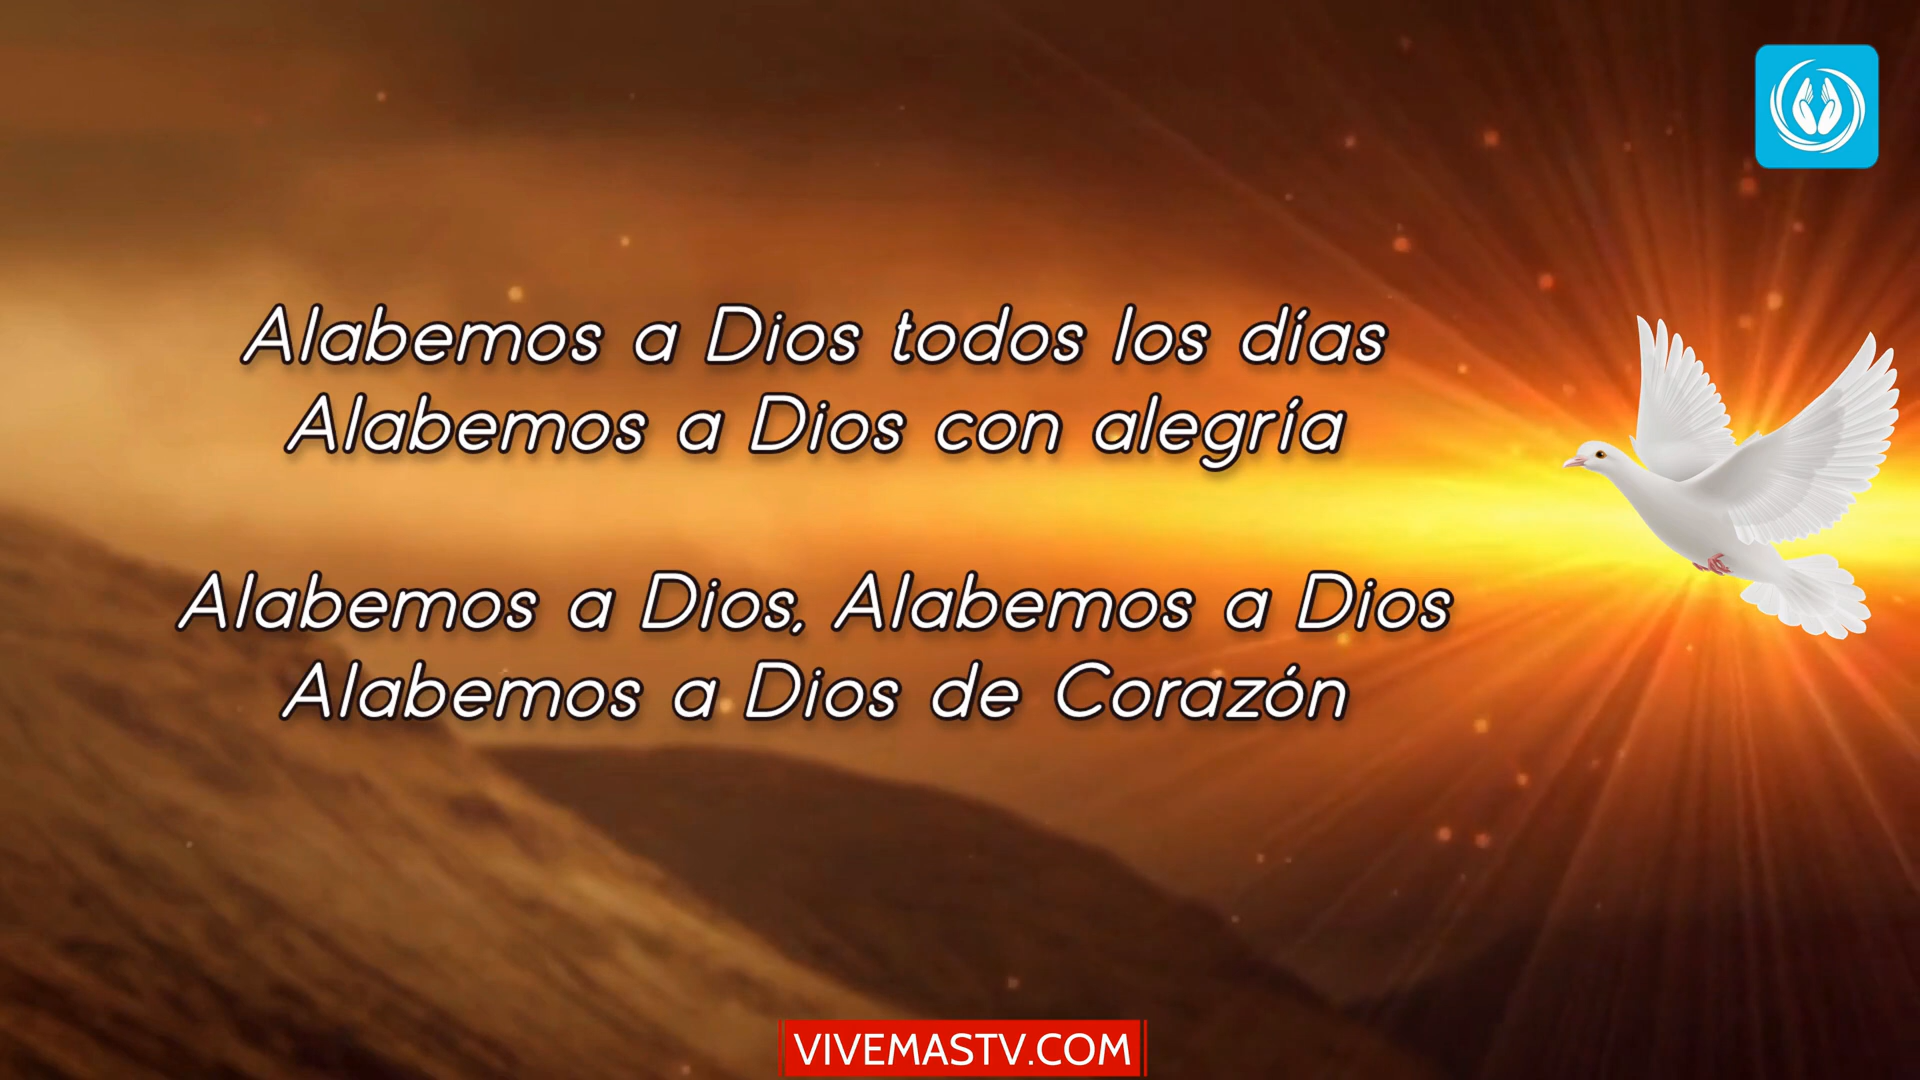 Alabemos a Dios todos los días
Alabemos a Dios con alegría
Alabemos a Dios, Alabemos a Dios
Alabemos a Dios de Corazón
VIVEMASTV.COM